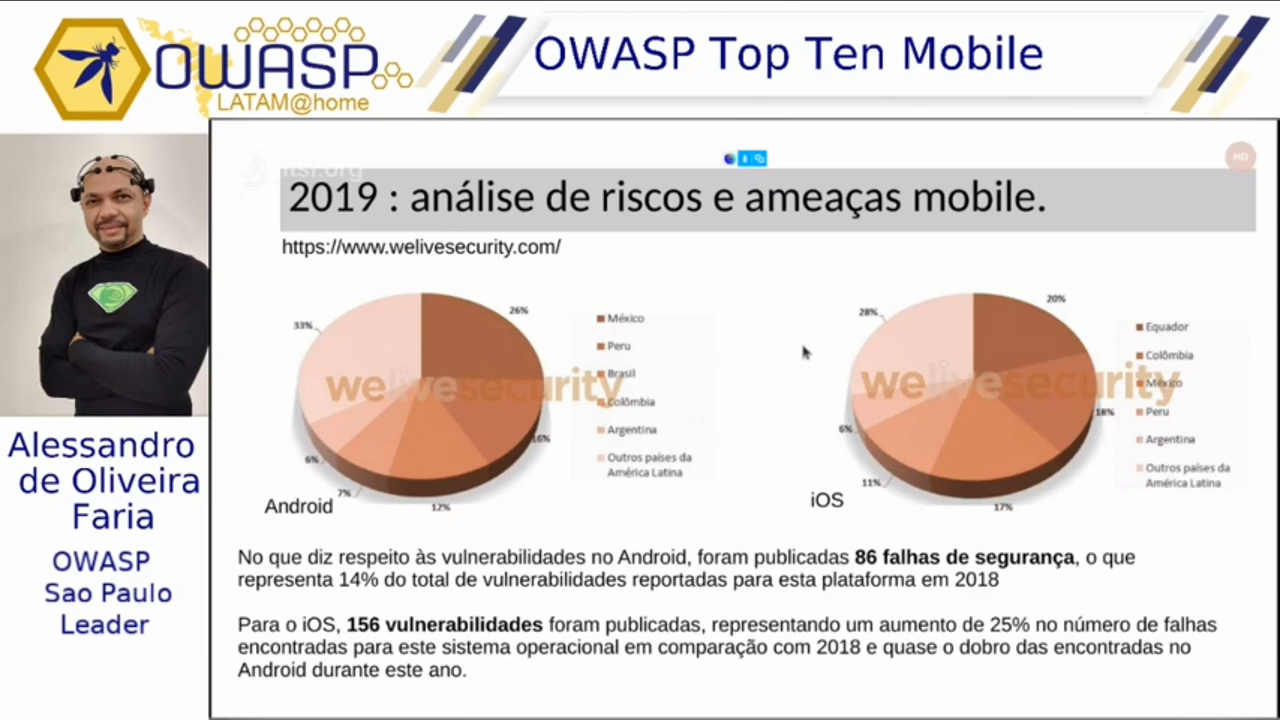 OWASP
LATAM@home
OWASP Top Ten Mobile
HD
2019 : análise de riscos e ameaças mobile.
https://www.welivesecurity.com/
33%
26%
16%
12%
7%
6%
welivesecurity
México
Peru
Brasil
Colômbia
Argentina
Outros países da
América Latina
Android
28%
20%
18%
17%
11%
6%
welivesecurity
Equador
Colômbia
México
Peru
Argentina
Outros países da
América Latina
iOS
No que diz respeito às vulnerabilidades no Android, foram publicadas 86 falhas de segurança, o que
representa 14% do total de vulnerabilidades reportadas para esta plataforma em 2018
Para o iOS, 156 vulnerabilidades foram publicadas, representando um aumento de 25% no número de falhas
encontradas para este sistema operacional em comparação com 2018 e quase o dobro das encontradas no
Android durante este ano.
Alessandro
de Oliveira
Faria
OWASP
Sao Paulo
Leader